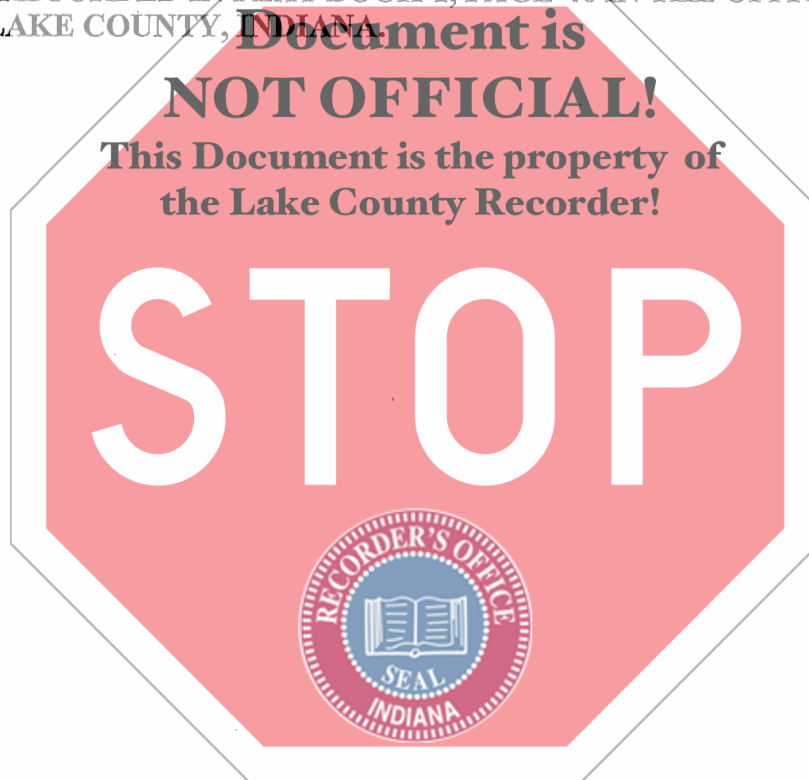 LAKE COUNTY, INDIANA.
Document is
NOT OFFICIAL!
This Document is the property of
the Lake County Recorder!
STOP
RECORDER'S OFFICE
SEAL
INDIANA